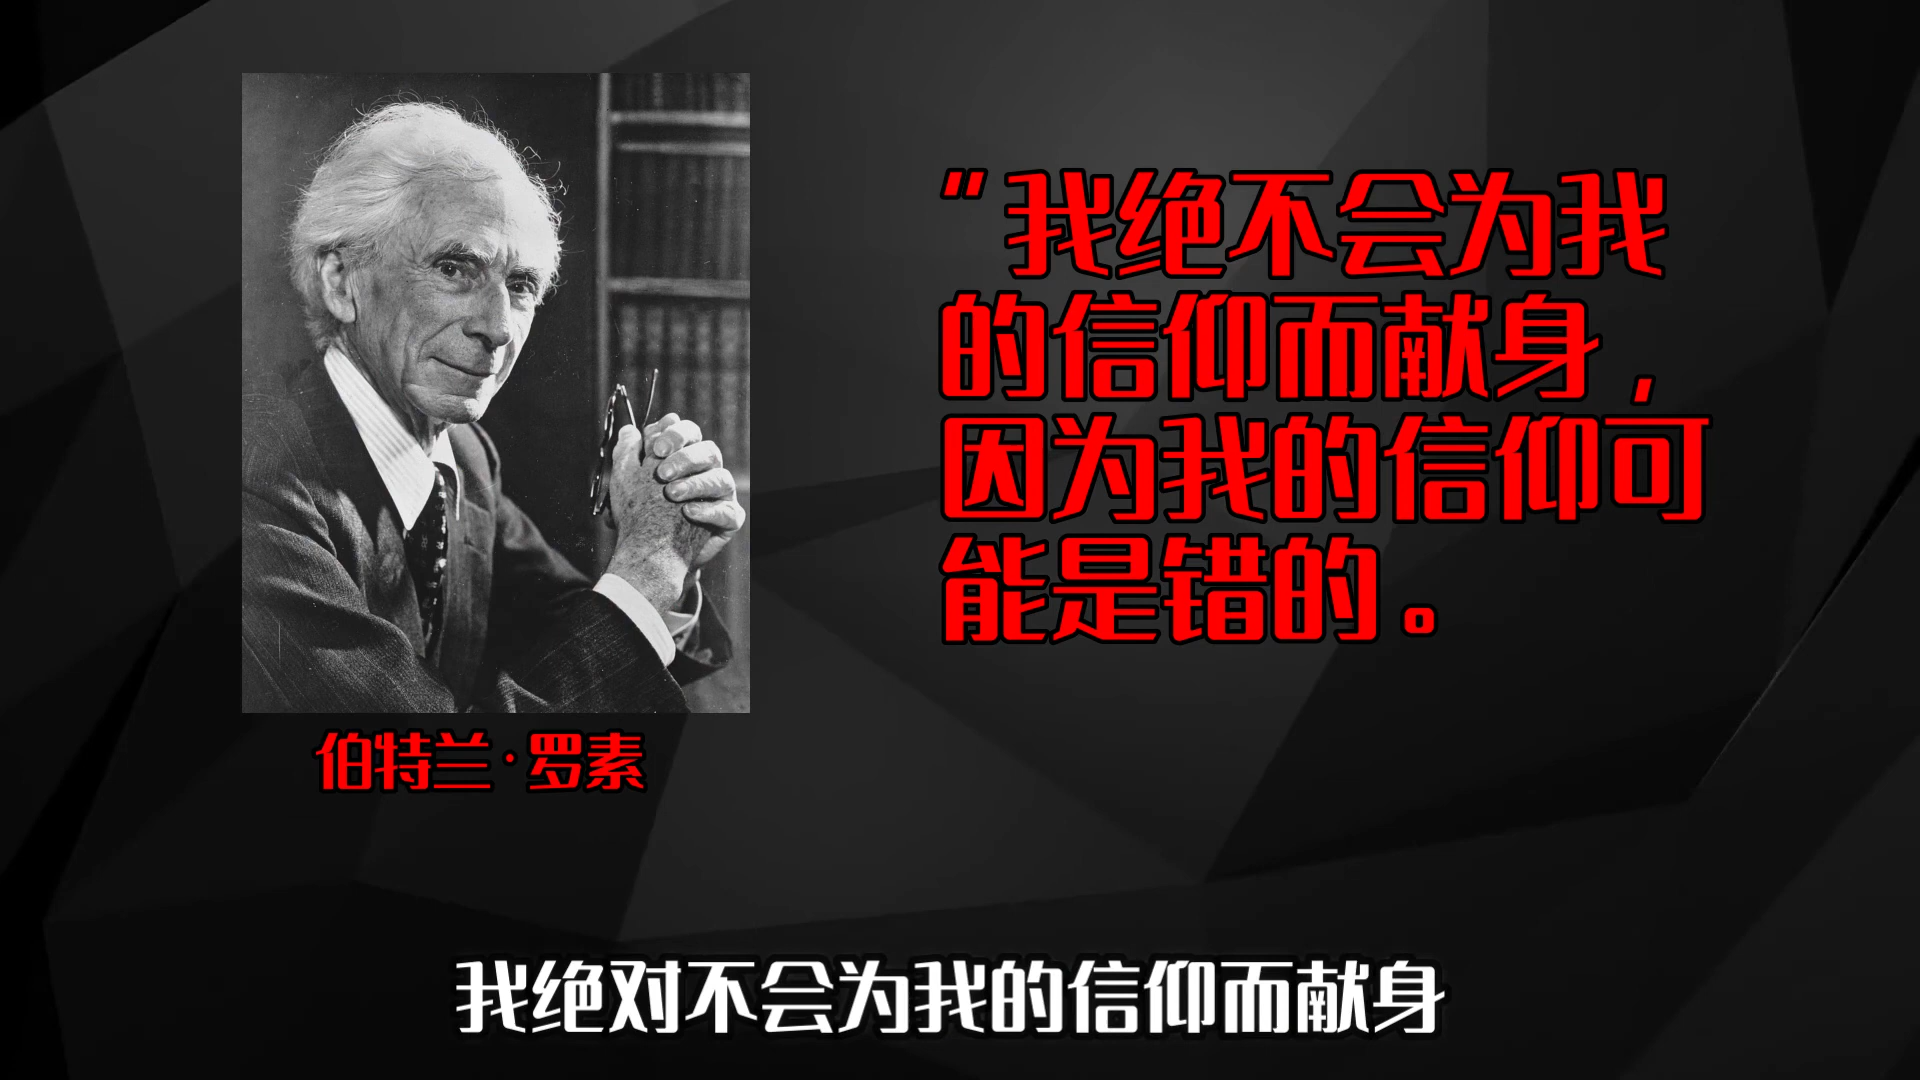 "我绝不会为我
的信仰而献身，
因为我的信仰可
能是错的。
伯特兰·罗素
我绝对不会为我的信仰而献身